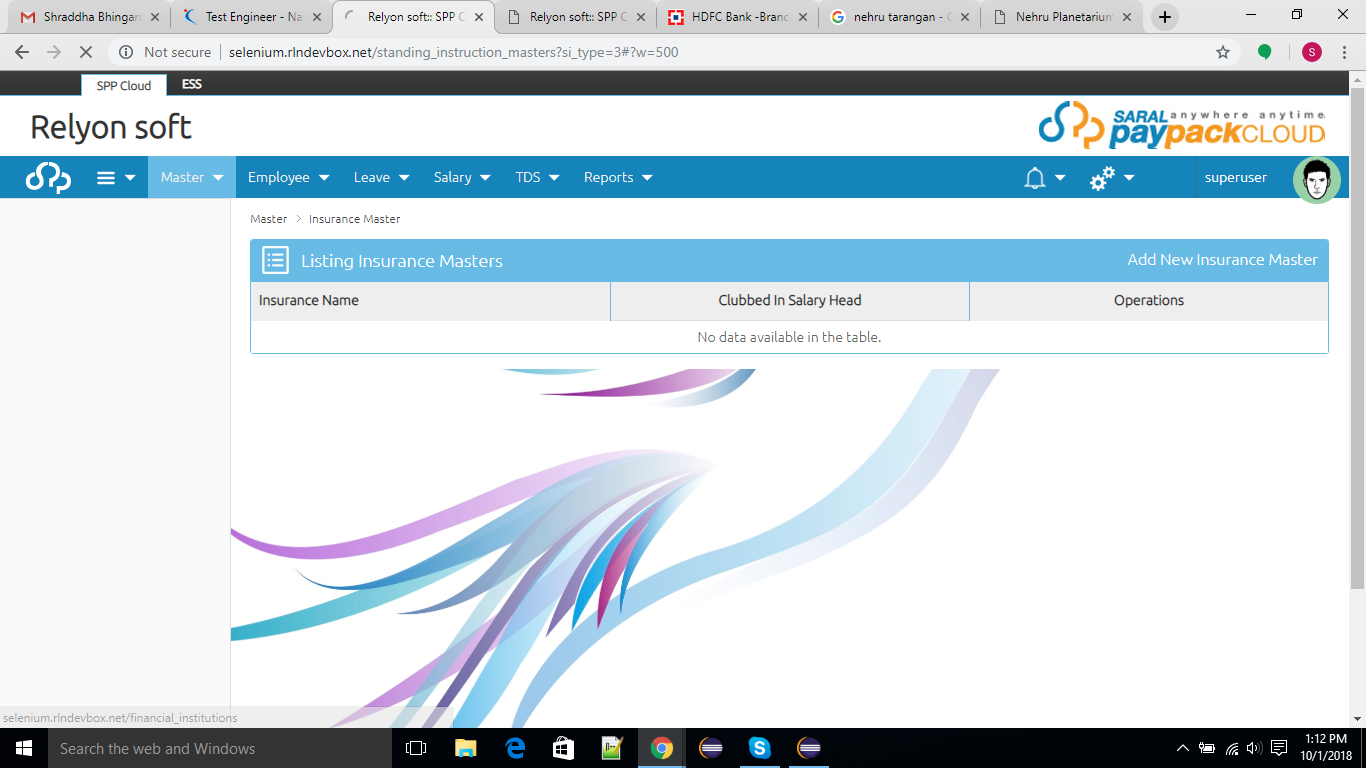 Shraddha Bhingar
Test Engineer - Na
Relyon soft:: SPP C
Relyon soft:: SPP C
HDFC Bank -Branc
nehru tarangan - G
Nehru Planetarium
Not secure
selenium.rlndevbox.net/standing_instruction_masters?si_type=3#?w=500
S
SPP Cloud
ESS
Relyon soft
SARAL anywhere anytime
paypackCLOUD
Master
Employee
Leave
Salary
TDS
Reports
superuser
Master > Insurance Master
Listing Insurance Masters
Add New Insurance Master
Insurance Name
Clubbed In Salary Head
Operations
No data available in the table.
selenium.rlndevbox.net/financial_institutions
Search the web and Windows
1:12 PM
10/1/2018